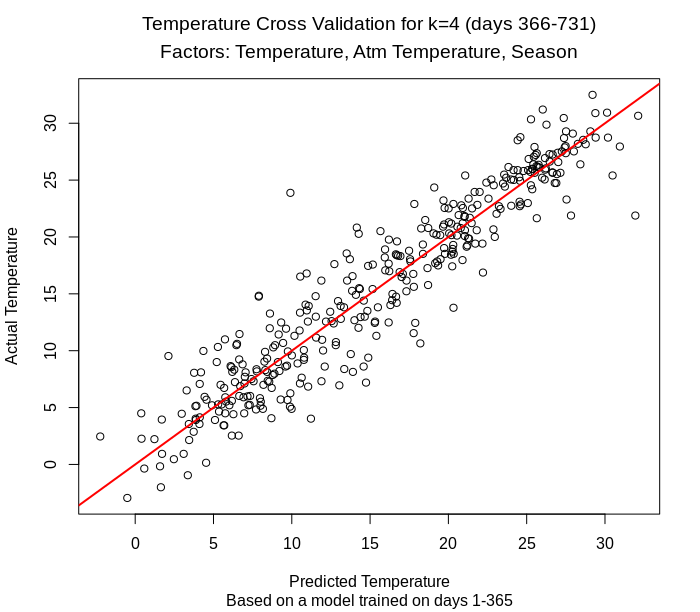 Temperature Cross Validation for k=4 (days 366-731)
Factors: Temperature, Atm Temperature, Season
Actual Temperature
30
25
20
15
10
5
0
0 5 10 15 20 25 30
Predicted Temperature
Based on a model trained on days 1-365